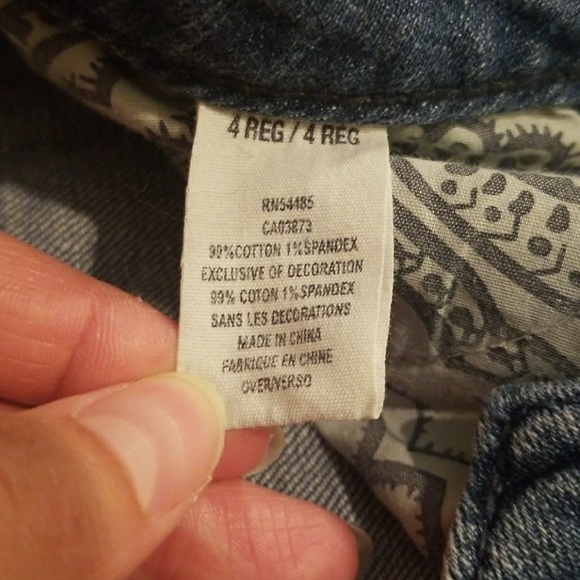 4 REG / 4 REG
RN54485
CA03873
99%COTTON 1%SPANDEX
EXCLUSIVE OF DECORATION
99% COTON 1%SPANDEX
SANS LES DECORATIONS
MADE IN CHINA
FABRIQUE EN CHINE
OVER/VERSO